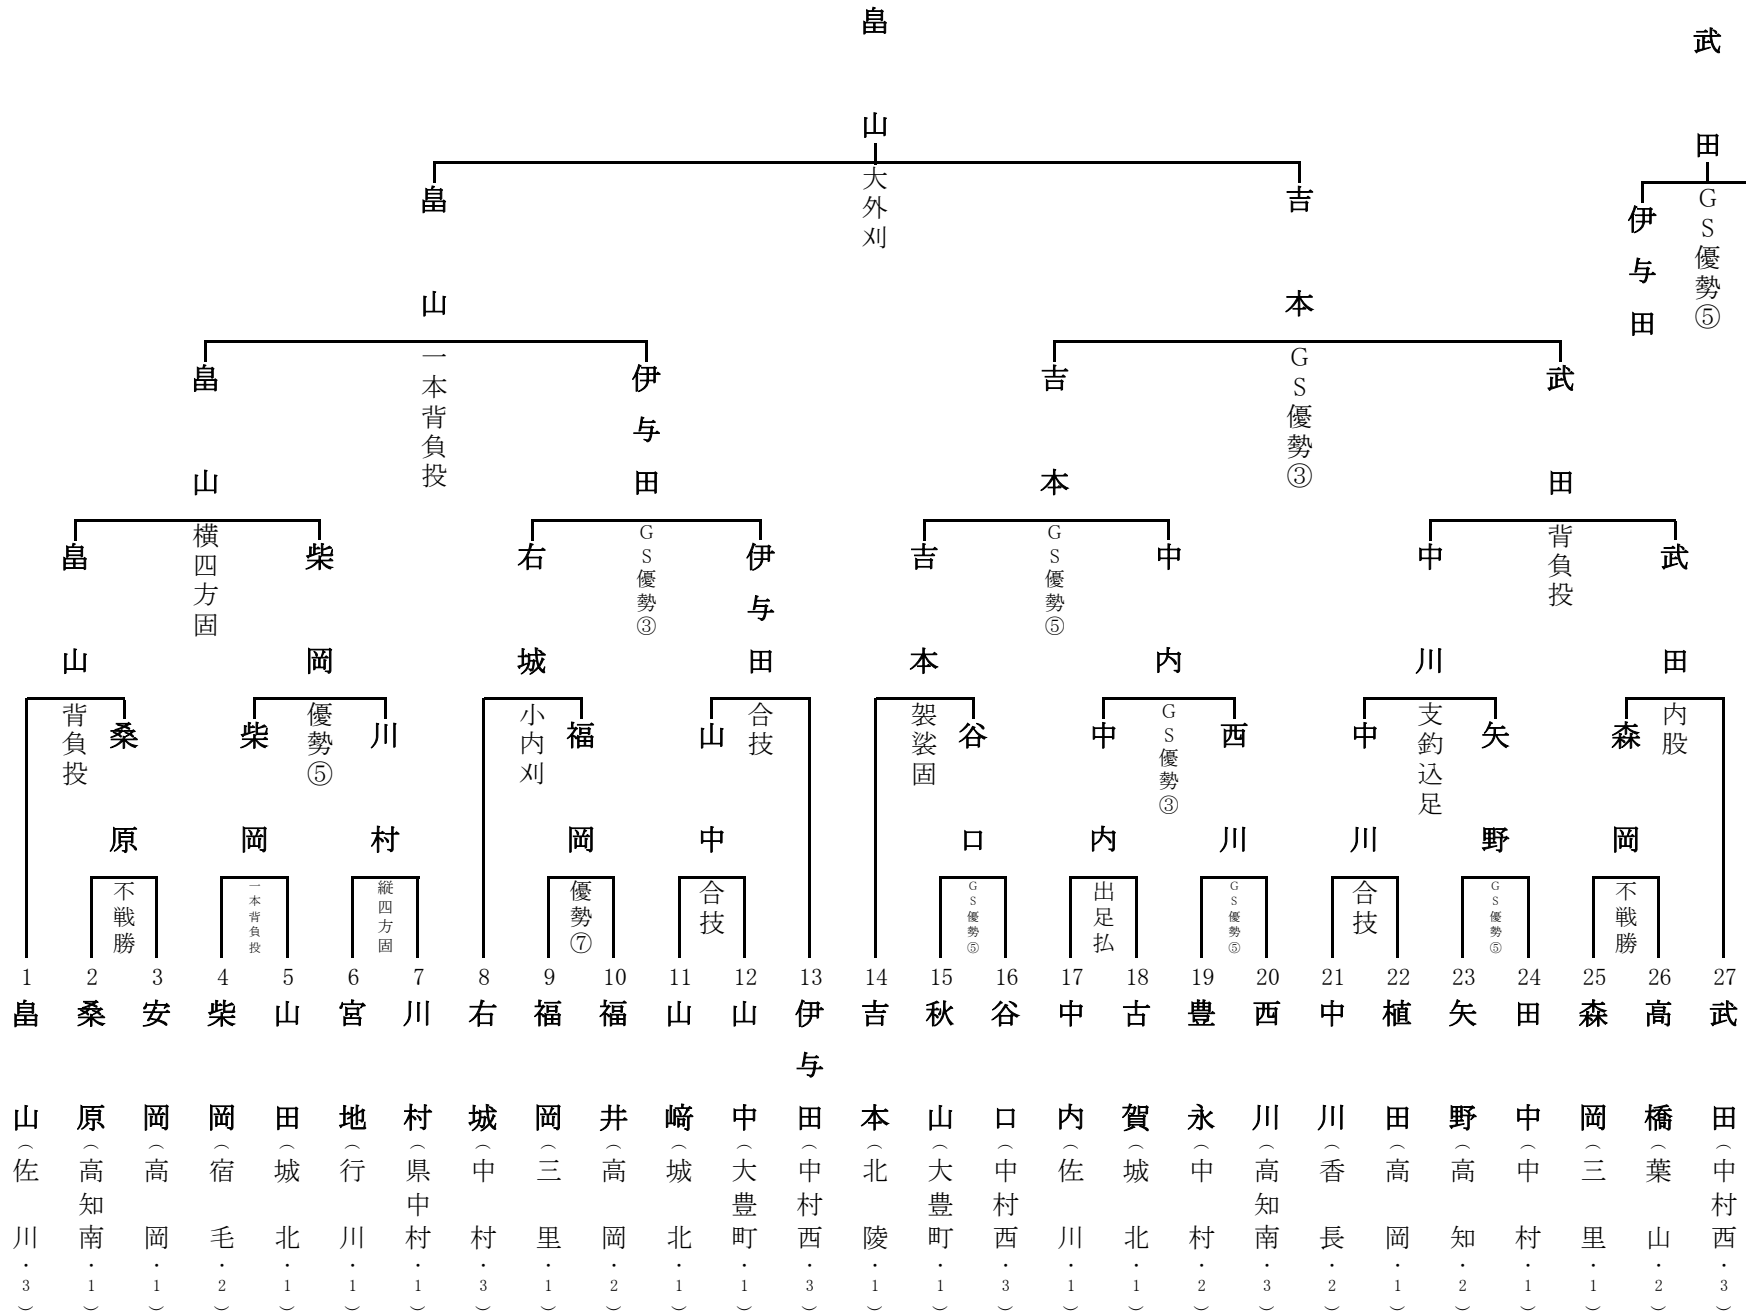 畠山
武田
大外刈
畠山
吉本
GS優勢⑤
伊与田
一本背負投
GS優勢③
畠山
伊与田
吉本
武田
横四方固
GS優勢③
GS優勢⑤
背負投
畠山
柴岡
右城
伊与田
吉本
中内
中川
武田
背負投
優勢⑤
小内刈
合技
袈裟固
GS優勢③
支釣込足
内股
桑原
柴岡
川村
福岡
山中
谷口
中内
西川
中川
矢野
森岡
不戦勝
一本背負投
縦四方固
優勢⑦
合技
GS優勢⑤
出足払
GS優勢⑤
合技
GS優勢⑤
不戦勝
1 畠山（佐川・3）
2 桑原（高知南・1）
3 安岡（高岡・1）
4 柴岡（宿毛・2）
5 山田（城北・1）
6 宮地（行川・1）
7 川村（県中村・1）
8 右城（中村・3）
9 福岡（三里・1）
10 福井（高岡・2）
11 山﨑（城北・1）
12 山中（大豊町・1）
13 伊与田（中村西・3）
14 吉本（北陵・1）
15 秋山（大豊町・1）
16 谷口（中村西・3）
17 中内（佐川・1）
18 古賀（城北・1）
19 豊永（中村・2）
20 西川（高知南・3）
21 中川（香長・2）
22 植田（高岡・1）
23 矢野（高知・2）
24 田中（中村・1）
25 森岡（三里・1）
26 高橋（葉山・2）
27 武田（中村西・3）